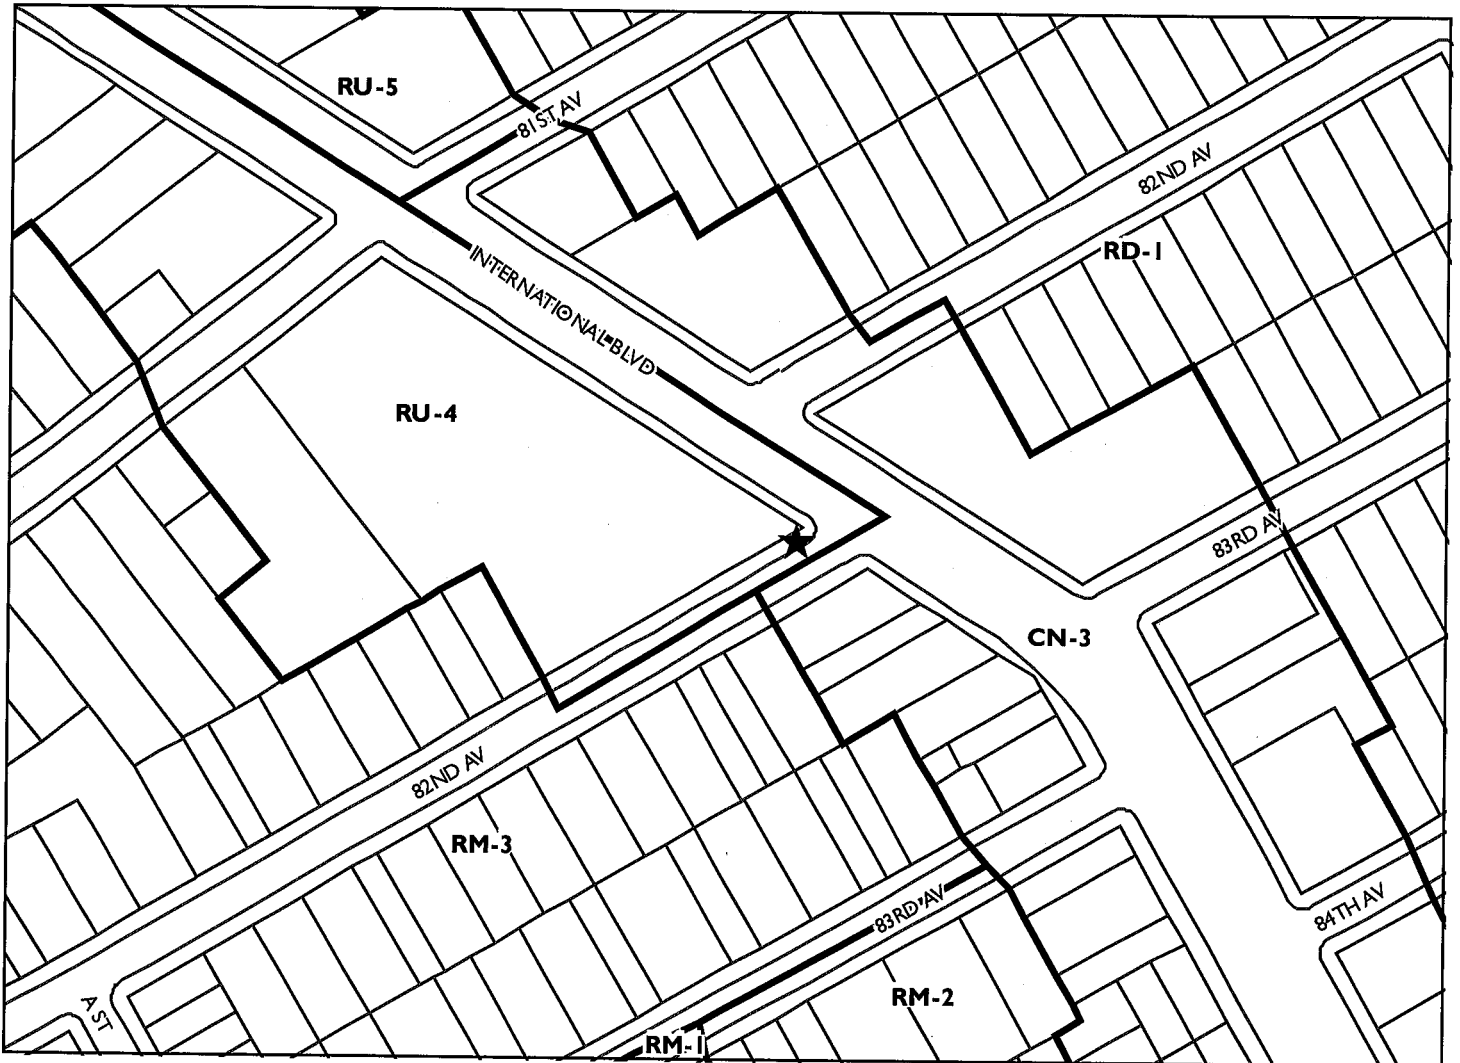 RU-5
81ST AV
82ND AV
RD-1
INTERNATIONAL BLVD
RU-4
83RD AV
CN-3
82ND AV
RM-3
83RD AV
84TH AV
RM-2
A ST
RM-1